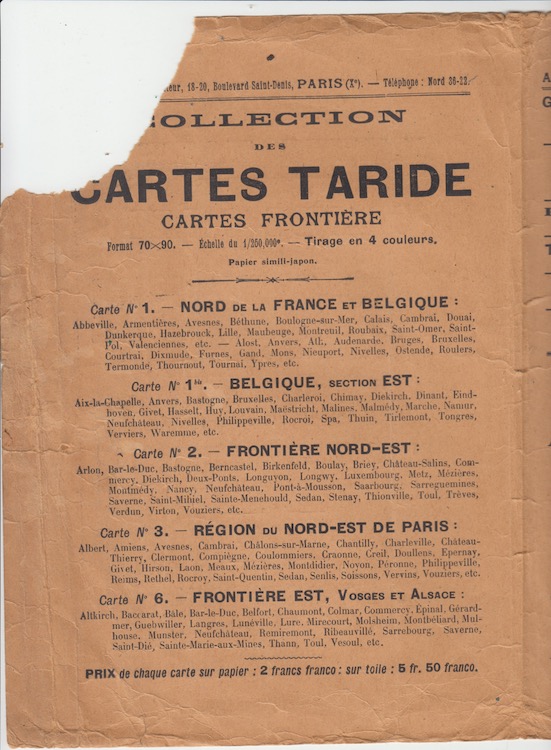 eur, 18-20, Boulevard Saint-Denis, PARIS (Xe). — Téléphone : Nord 36-23.
COLLECTION
DES
CARTES TARIDE
CARTES FRONTIÈRE
Format 70×90. — Échelle du 1/250,000e. — Tirage en 4 couleurs.
Papier simili-japon.
Carte No 1. — NORD DE LA FRANCE ET BELGIQUE :
Abbeville, Armentières, Avesnes, Béthune, Boulogne-sur-Mer, Calais, Cambrai, Douai,
Dunkerque, Hazebrouck, Lille, Maubeuge, Montreuil, Roubaix, Saint-Omer, Saint-
Pol, Valenciennes, etc. — Alost, Anvers, Ath, Audenarde, Bruges, Bruxelles,
Courtrai, Dixmude, Furnes, Gand, Mons, Nieuport, Nivelles, Ostende, Roulers,
Termonde, Thournout, Tournai, Ypres, etc.
Carte No 1bis. — BELGIQUE, SECTION EST :
Aix-la-Chapelle, Anvers, Bastogne, Bruxelles, Charleroi, Chimay, Diekirch, Dinant, Eind-
hoven, Givet, Hasselt, Huy, Louvain, Maëstricht, Malines, Malmédy, Marche, Namur,
Neufchâteau, Nivelles, Philippeville, Rocroi, Spa, Thuin, Tirlemont, Tongres,
Verviers, Waremme, etc.
Carte No 2. — FRONTIÈRE NORD-EST :
Arlon, Bar-le-Duc, Bastogne, Berncastel, Birkenfeld, Boulay, Briey, Château-Salins, Com-
mercy, Diekirch, Deux-Ponts, Longuyon, Longwy, Luxembourg, Metz, Mézières,
Montmédy, Nancy, Neufchâteau, Pont-à-Mousson, Saarbourg, Sarreguemines,
Saverne, Saint-Mihiel, Sainte-Menehould, Sedan, Stenay, Thionville, Toul, Trèves,
Verdun, Virton, Vouziers, etc.
Carte No 3. — RÉGION DU NORD-EST DE PARIS :
Albert, Amiens, Avesnes, Cambrai, Châlons-sur-Marne, Chantilly, Charleville, Château-
Thierry, Clermont, Compiègne, Coulommiers, Craonne, Creil, Doullens, Epernay,
Givet, Hirson, Laon, Meaux, Mézières, Montdidier, Noyon, Péronne, Philippeville,
Reims, Rethel, Rocroy, Saint-Quentin, Sedan, Senlis, Soissons, Vervins, Vouziers, etc.
Carte No 6. — FRONTIÈRE EST, VOSGES ET ALSACE :
Altkirch, Baccarat, Bâle, Bar-le-Duc, Belfort, Chaumont, Colmar, Commercy, Épinal, Gérard-
mer, Guebwiller, Langres, Lunéville, Lure, Mirecourt, Molsheim, Montbéliard, Mul-
house, Munster, Neufchâteau, Remiremont, Ribeauvillé, Sarrebourg, Saverne,
Saint-Dié, Sainte-Marie-aux-Mines, Thann, Toul, Vesoul, etc.
PRIX de chaque carte sur papier : 2 francs franco : sur toile : 5 fr. 50 franco.